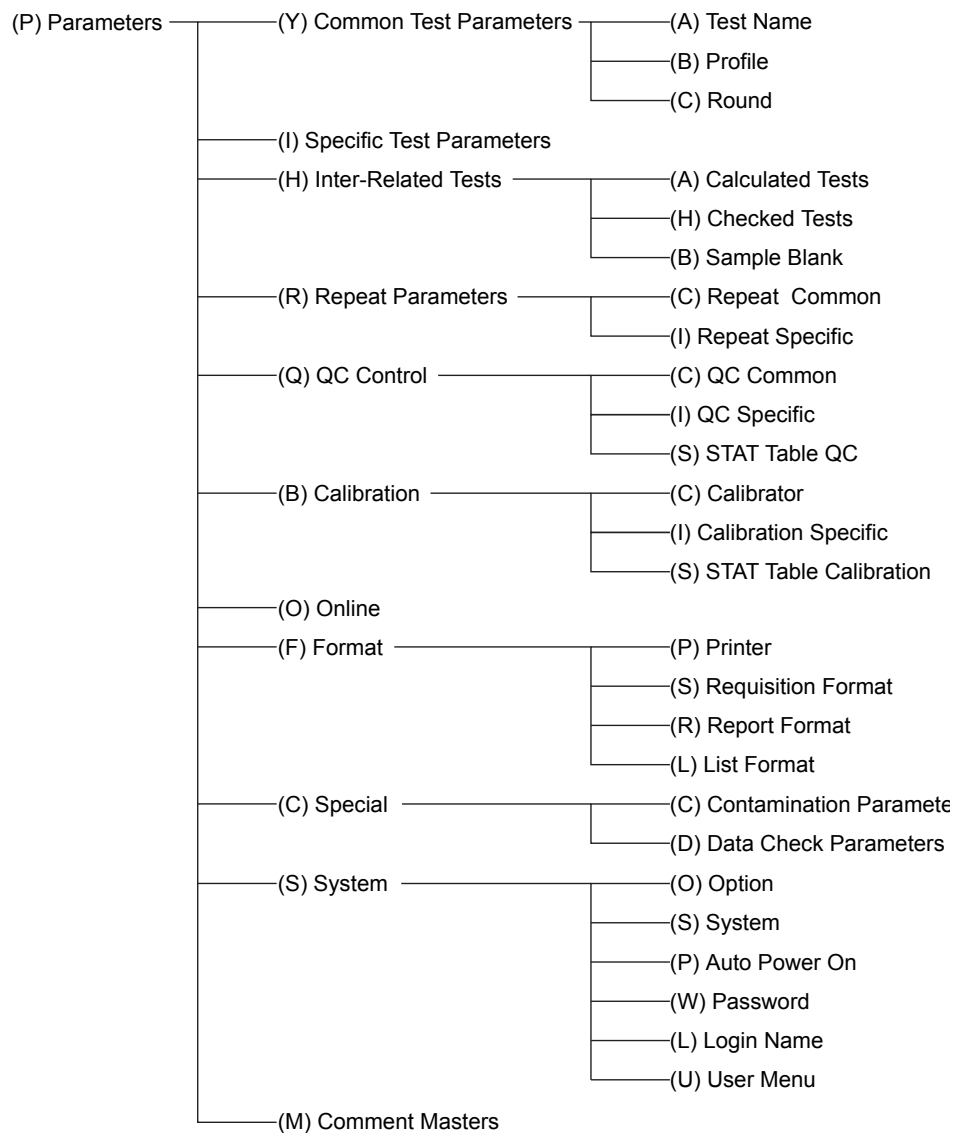 (P) Parameters
(Y) Common Test Parameters
(A) Test Name
(B) Profile
(C) Round
(I) Specific Test Parameters
(H) Inter-Related Tests
(A) Calculated Tests
(H) Checked Tests
(B) Sample Blank
(R) Repeat Parameters
(C) Repeat Common
(I) Repeat Specific
(Q) QC Control
(C) QC Common
(I) QC Specific
(S) STAT Table QC
(B) Calibration
(C) Calibrator
(I) Calibration Specific
(S) STAT Table Calibration
(O) Online
(F) Format
(P) Printer
(S) Requisition Format
(R) Report Format
(L) List Format
(C) Special
(C) Contamination Paramete
(D) Data Check Parameters
(S) System
(O) Option
(S) System
(P) Auto Power On
(W) Password
(L) Login Name
(U) User Menu
(M) Comment Masters